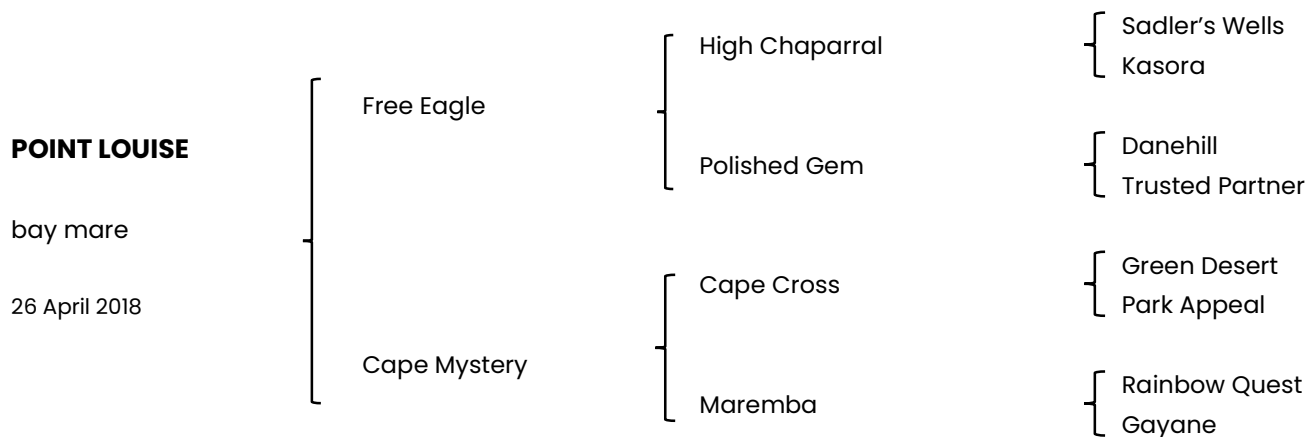 POINT LOUISE
bay mare
26 April 2018
Free Eagle
Cape Mystery
High Chaparral
Polished Gem
Cape Cross
Maremba
Sadler’s Wells
Kasora
Danehill
Trusted Partner
Green Desert
Park Appeal
Rainbow Quest
Gayane